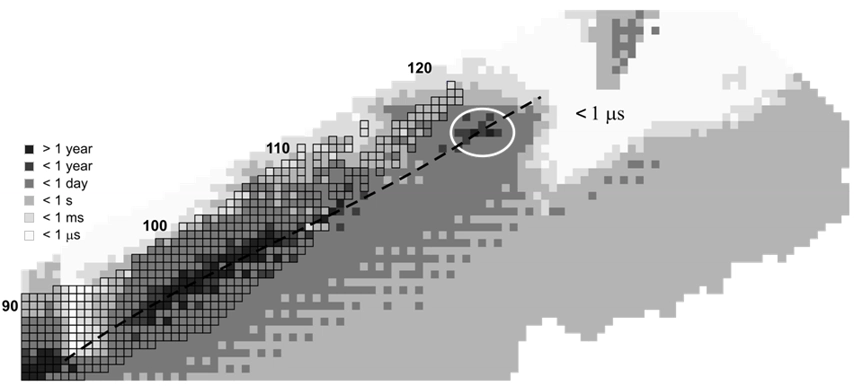 120
< 1 μs
110
> 1 year
< 1 year
< 1 day
< 1 s
< 1 ms
< 1 μs
100
90